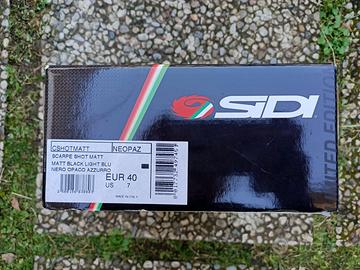 SIDI
LIMITED EDITION
CSHOTMATT NEOPAZ
SCARPE SHOT MATT
MATT BLACK LIGHT BLU
NERO OPACO AZZURRO
EUR 40
US 7
MADE IN ITALY